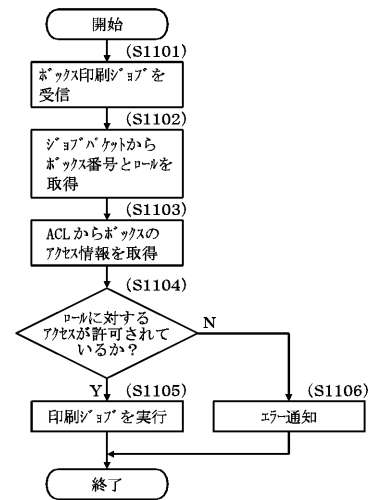 開始
(S1101)
ﾎﾞｯｸｽ印刷ｼﾞｮﾌﾞを
受信
(S1102)
ｼﾞｮﾌﾞﾊﾟｹｯﾄから
ﾎﾞｯｸｽ番号とﾛｰﾙを
取得
(S1103)
ACLからﾎﾞｯｸｽの
ｱｸｾｽ情報を取得
(S1104)
ﾛｰﾙに対する
ｱｸｾｽが許可されて
いるか？
N
Y
(S1105)
(S1106)
印刷ｼﾞｮﾌﾞを実行
ｴﾗｰ通知
終了